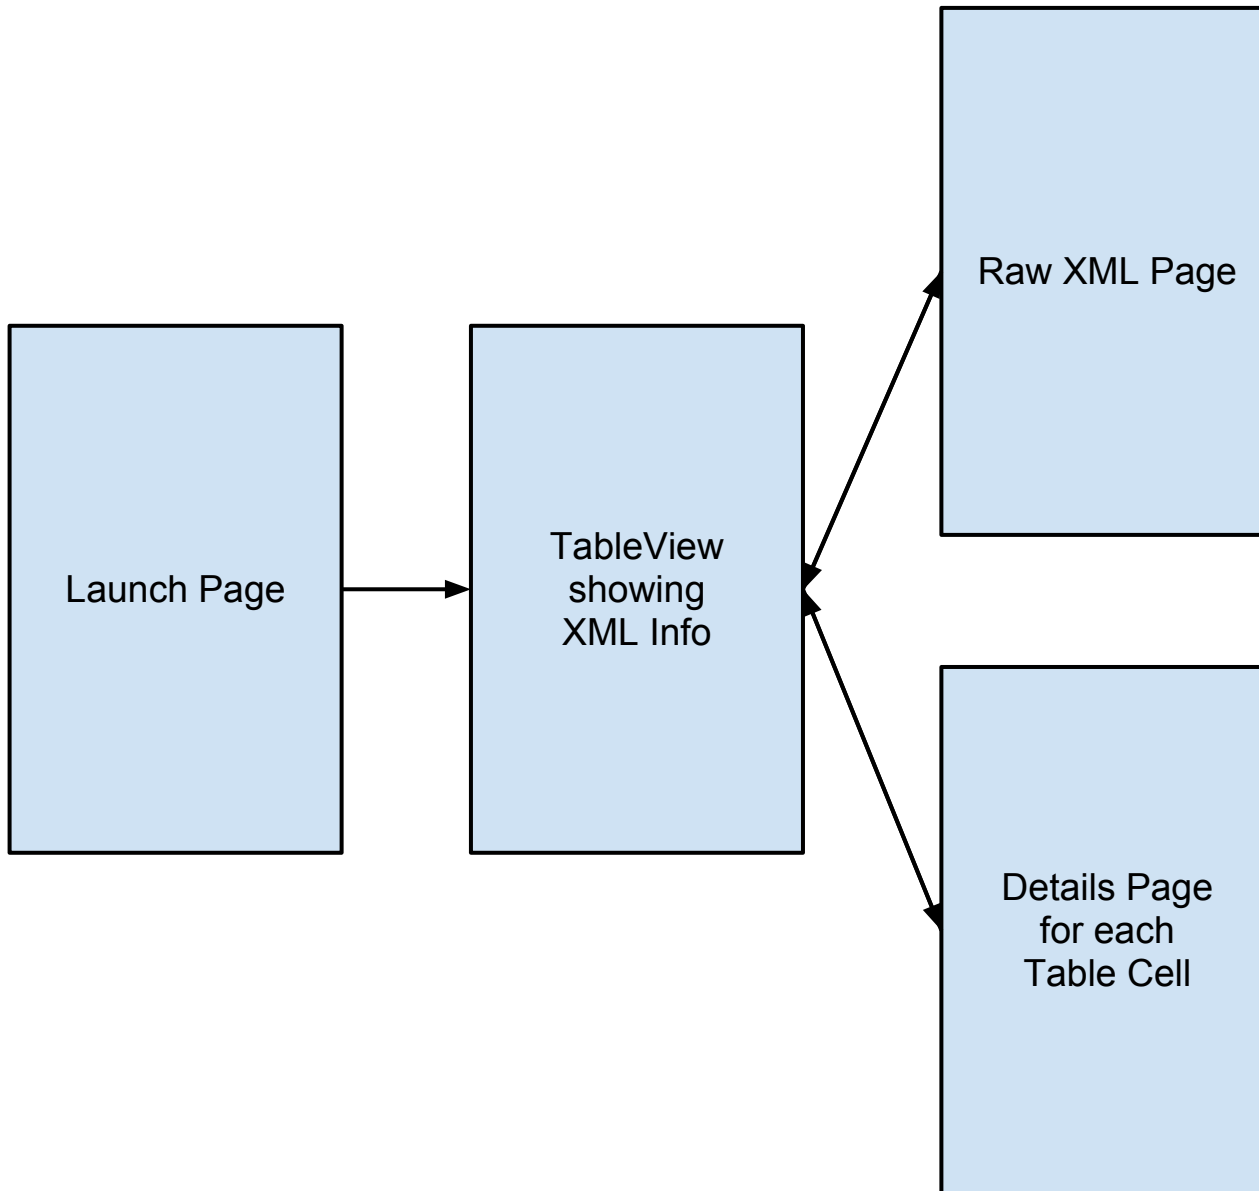 Launch Page
TableView
showing
XML Info
Raw XML Page
Details Page
for each
Table Cell